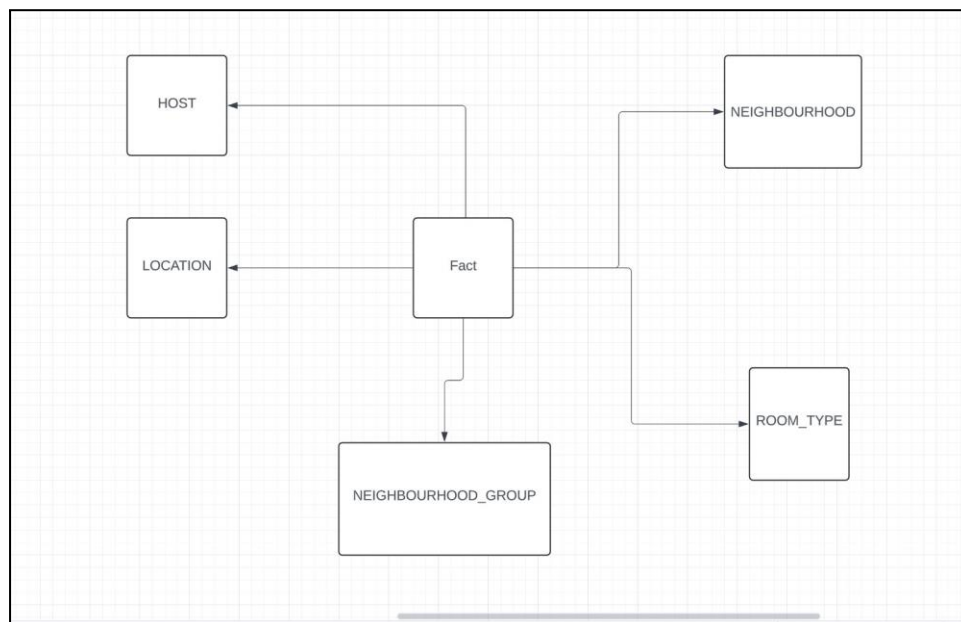 HOST
NEIGHBOURHOOD
LOCATION
Fact
ROOM_TYPE
NEIGHBOURHOOD_GROUP